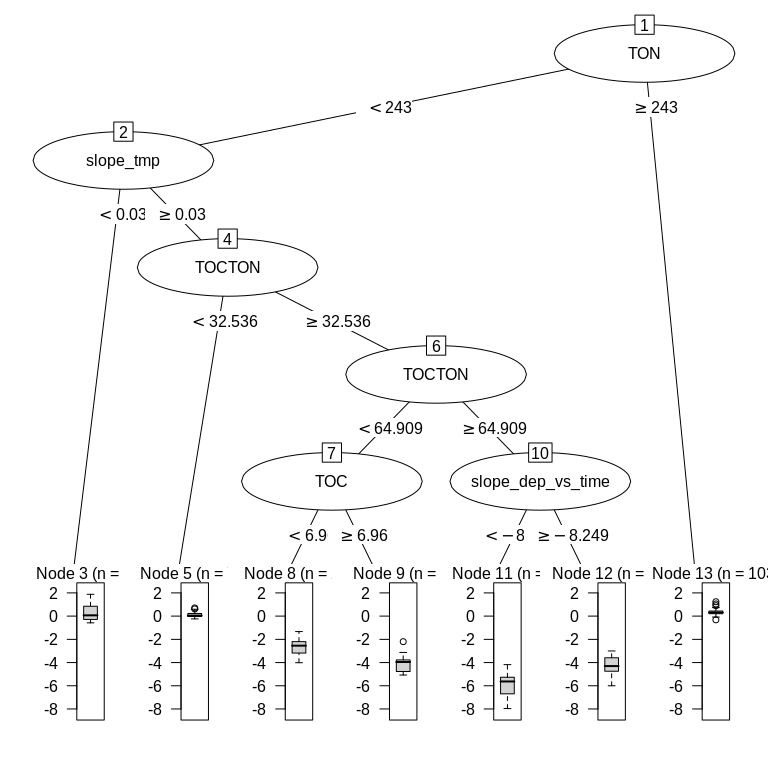 1
TON
< 243
≥ 243
2
slope_tmp
< 0.03
≥ 0.03
4
TOCTON
< 32.536
≥ 32.536
6
TOCTON
< 64.909
≥ 64.909
7
TOC
10
slope_dep_vs_time
< 6.9
≥ 6.96
< −8
≥ −8.249
Node 3 (n =
Node 5 (n =
Node 8 (n =
Node 9 (n =
Node 11 (n =
Node 12 (n =
Node 13 (n = 103
2 2 2 2 2 2 2
0 0 0 0 0 0 0
-2 -2 -2 -2 -2 -2 -2
-4 -4 -4 -4 -4 -4 -4
-6 -6 -6 -6 -6 -6 -6
-8 -8 -8 -8 -8 -8 -8